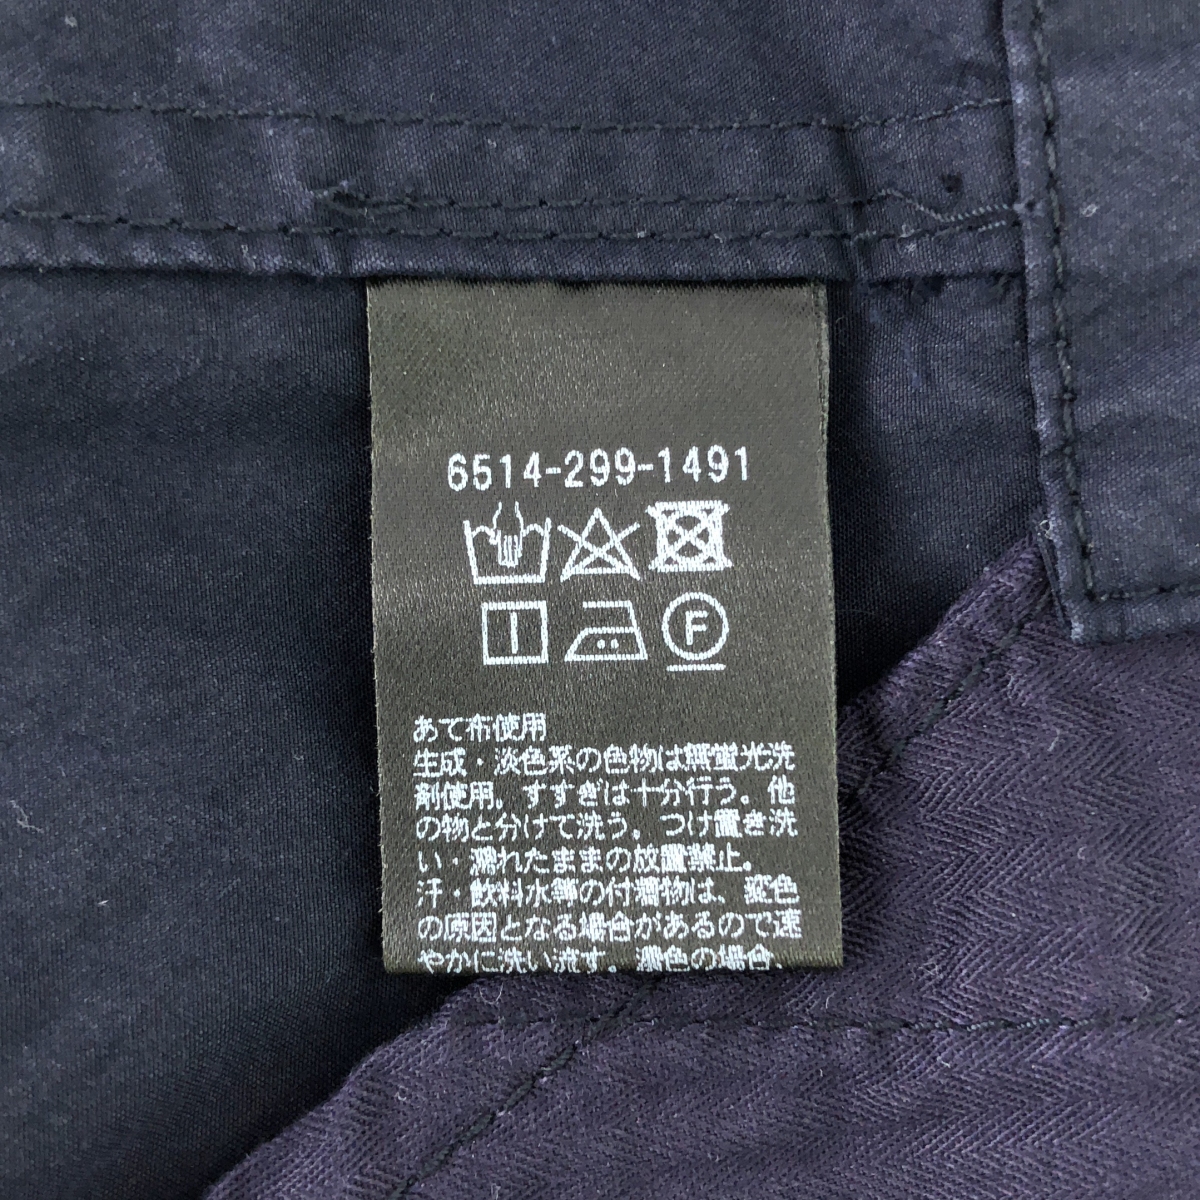 6514-299-1491
F
あて布使用
生成・淡色系の色物は無蛍光洗
剤使用。すすぎは十分行う。他
の物と分けて洗う。つけ置き洗
い・濡れたままの放置禁止。
汗・飲料水等の付着物は、変色
の原因となる場合があるので速
やかに洗い流す。濃色の場合、